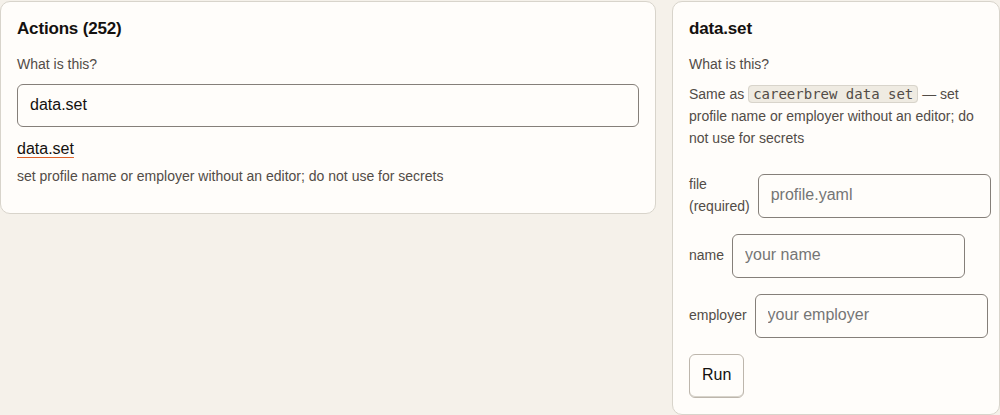 Actions (252)
What is this?
data.set
data.set
set profile name or employer without an editor; do not use for secrets
data.set
What is this?
Same as careerbrew data set — set
profile name or employer without an editor; do
not use for secrets
file
(required)
profile.yaml
name
your name
employer
your employer
Run